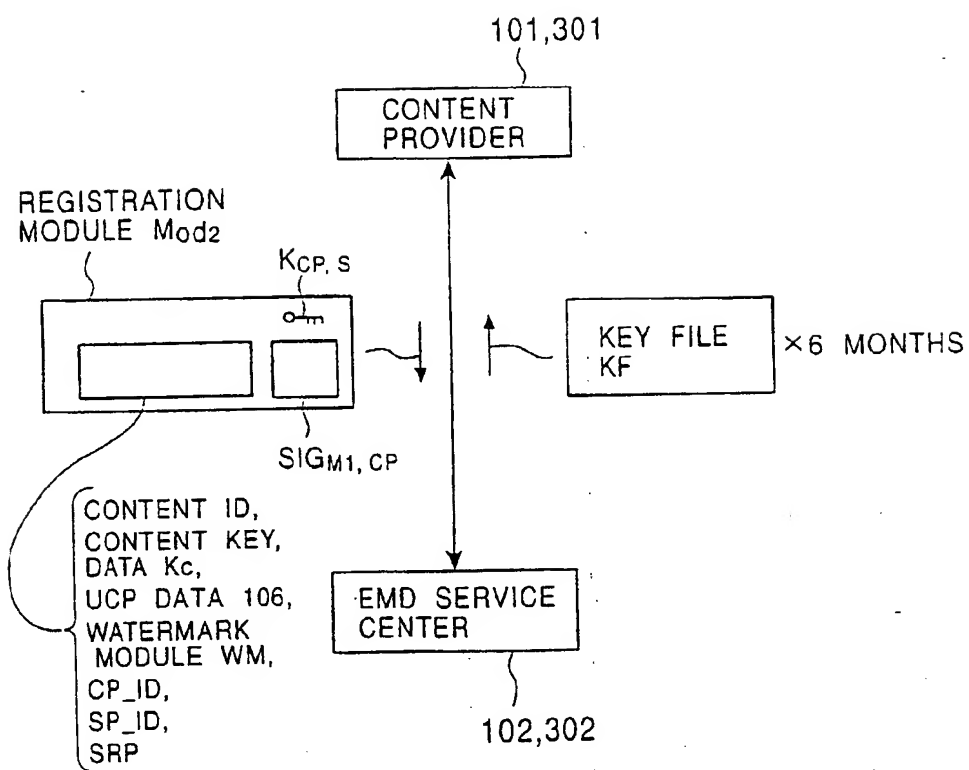 101,301
CONTENT
PROVIDER
REGISTRATION
MODULE Mod2
KCP, S
KEY FILE
KF
×6 MONTHS
SIGM1, CP
CONTENT ID,
CONTENT KEY,
DATA Kc,
UCP DATA 106,
WATERMARK
MODULE WM,
CP_ID,
SP_ID,
SRP
EMD SERVICE
CENTER
102,302